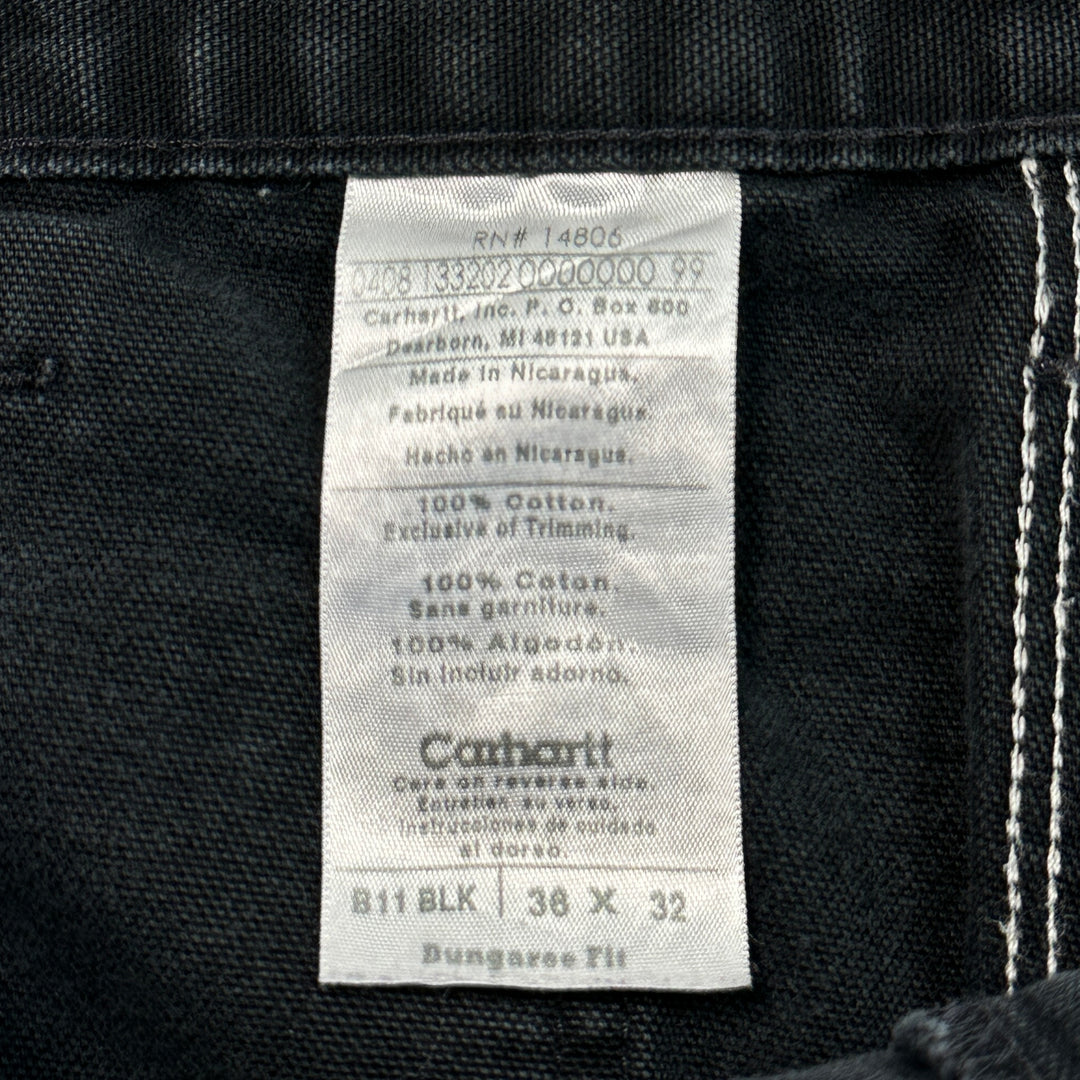 RN# 14806
0408 133202 0000000 99
Carhartt, Inc. P. O. Box 600
Dearborn, MI 48121 USA
Made in Nicaragua.
Fabriqué au Nicaragua.
Hecho en Nicaragua.
100% Cotton.
Exclusive of Trimming.
100% Coton.
Sans garniture.
100% Algodón.
Sin incluir adorno.
Carhartt
Care on reverse side.
Entretien au verso.
Instrucciones de cuidado
al dorso.
B11 BLK 36 X 32
Dungaree Fit